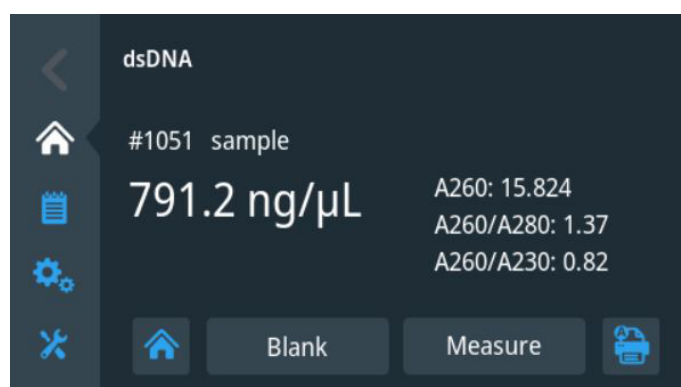 dsDNA
#1051 sample
791.2 ng/µL
A260: 15.824
A260/A280: 1.37
A260/A230: 0.82
Blank
Measure
A